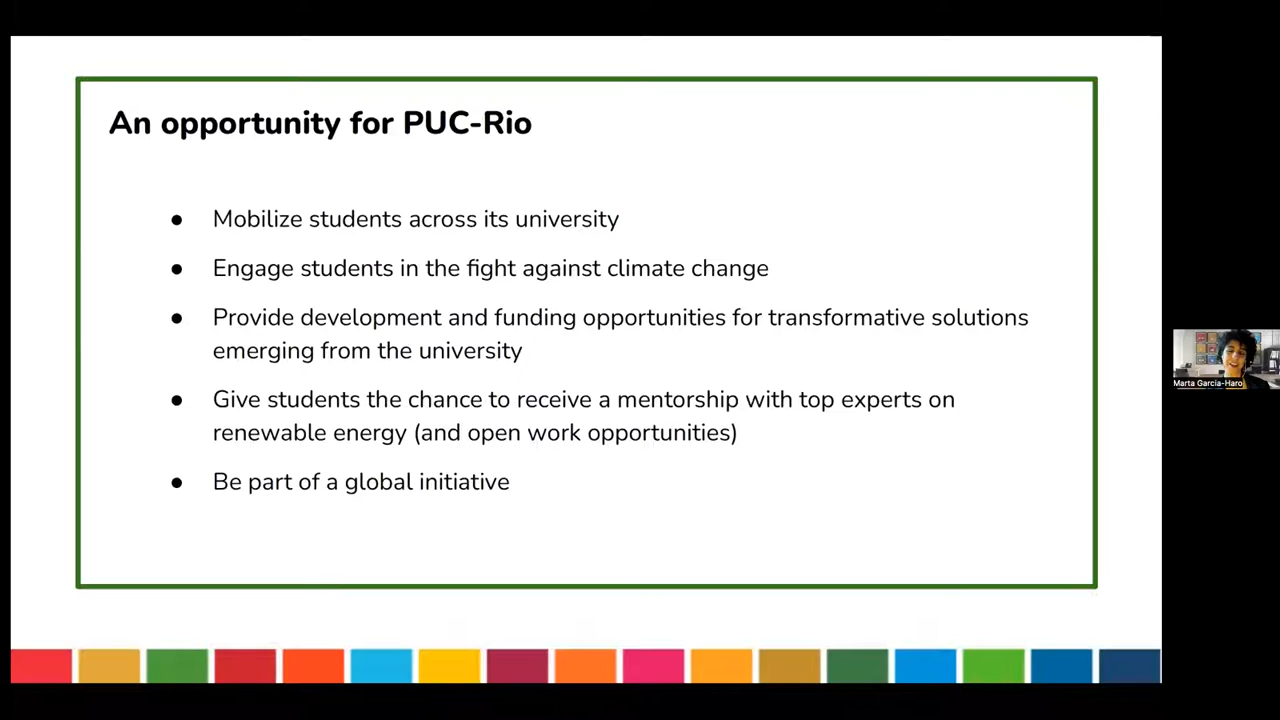 An opportunity for PUC-Rio
● Mobilize students across its university
● Engage students in the fight against climate change
● Provide development and funding opportunities for transformative solutions
emerging from the university
● Give students the chance to receive a mentorship with top experts on
renewable energy (and open work opportunities)
● Be part of a global initiative
Marta García-Haro